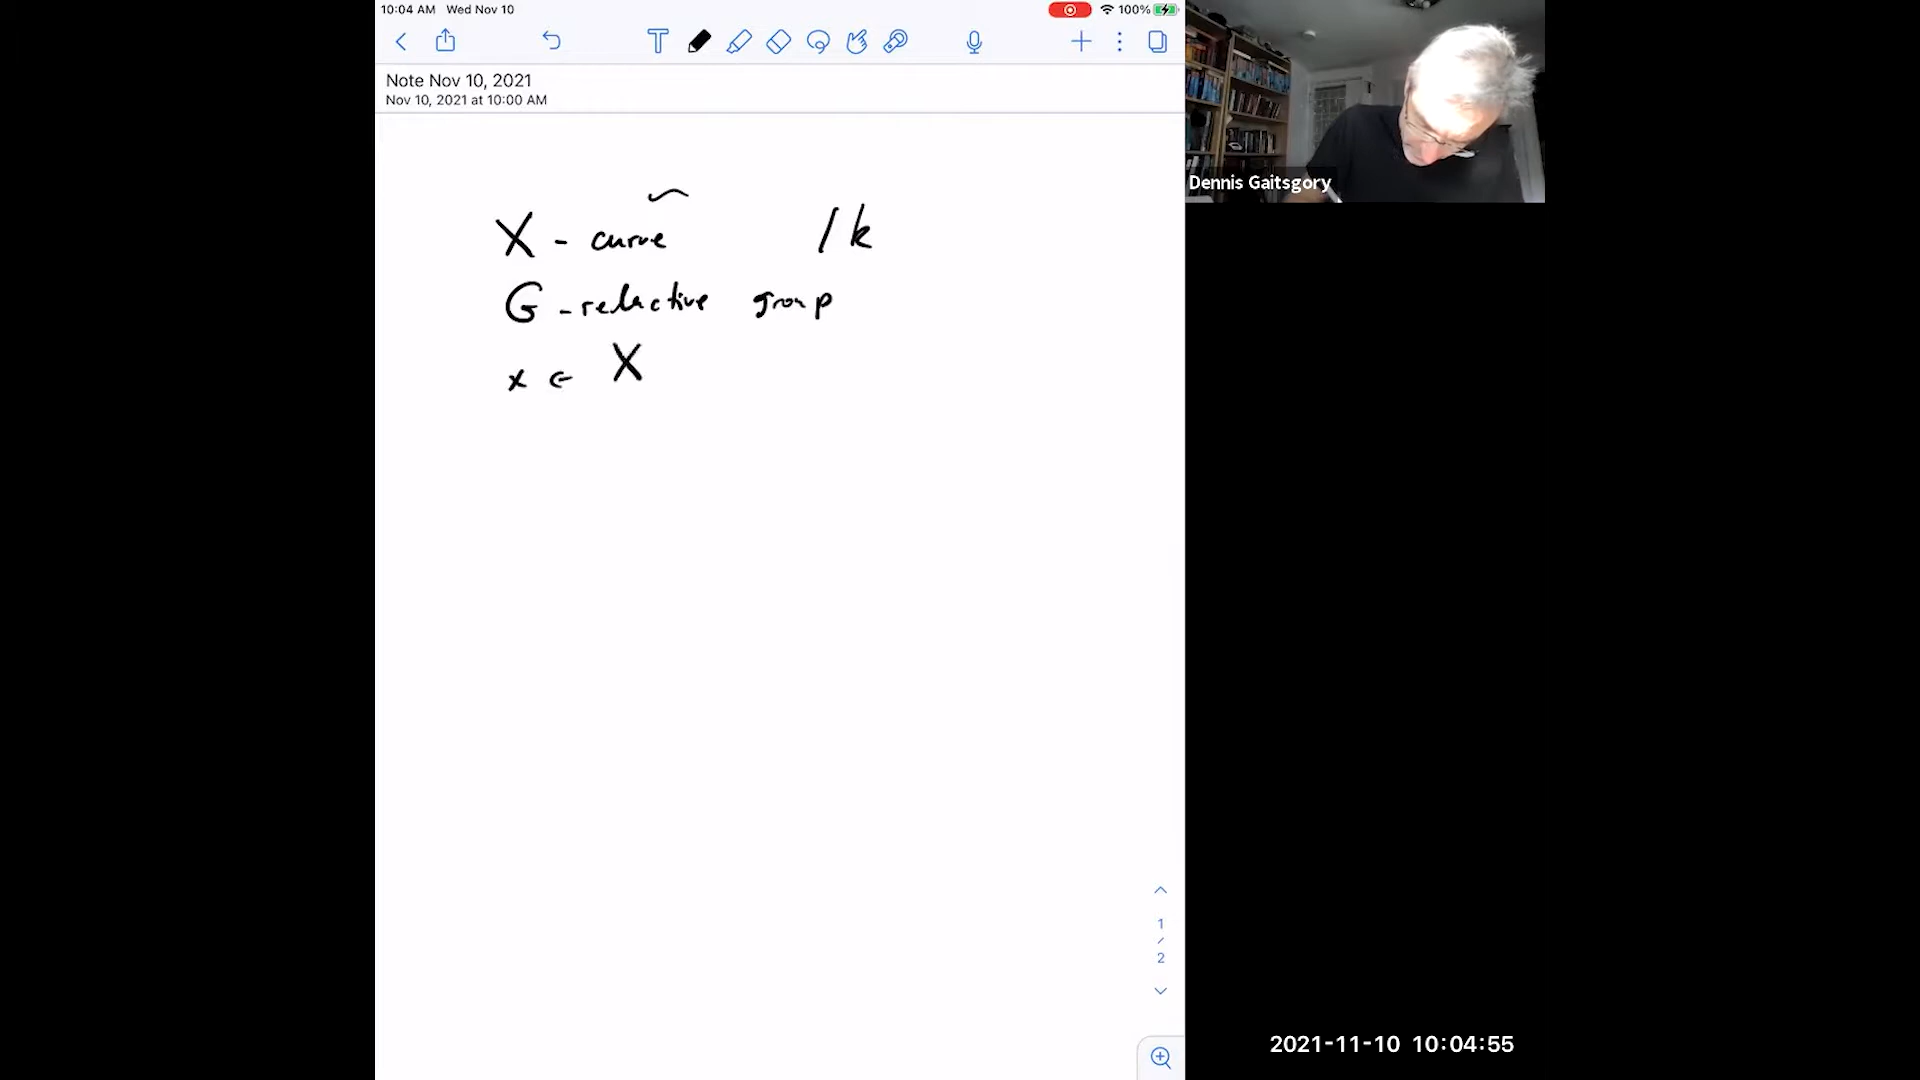 10:04 AM Wed Nov 10
100%
Note Nov 10, 2021
Nov 10, 2021 at 10:00 AM
Dennis Gaitsgory
X - curve /k
G - reductive group
x ∈ X
1
/
2
2021-11-10 10:04:55